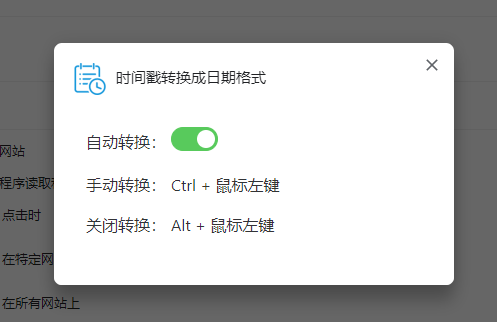 时间戳转换成日期格式
自动转换：
手动转换： Ctrl + 鼠标左键
关闭转换： Alt + 鼠标左键
网站
程序读取
点击时
在特定网
在所有网站上